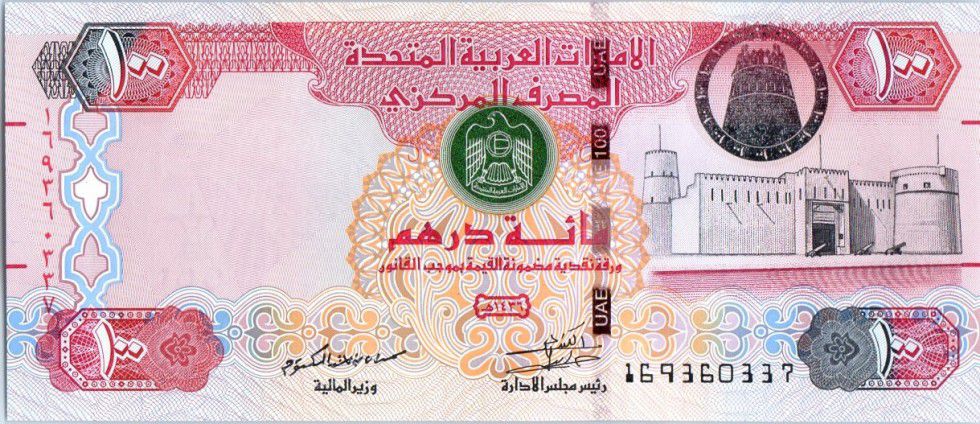 ١٠٠
١٠٠
الامارات العربية المتحدة
المصرف المركزي
UAE 100
UAE
١٦٩٣٦٠٣٣٧
مائة درهم
ورقة نقدية مضمونة القيمة بموجب القانون
١٤٣٦هـ
وزير المالية
رئيس مجلس الادارة
169360337
١٠٠
١٠٠